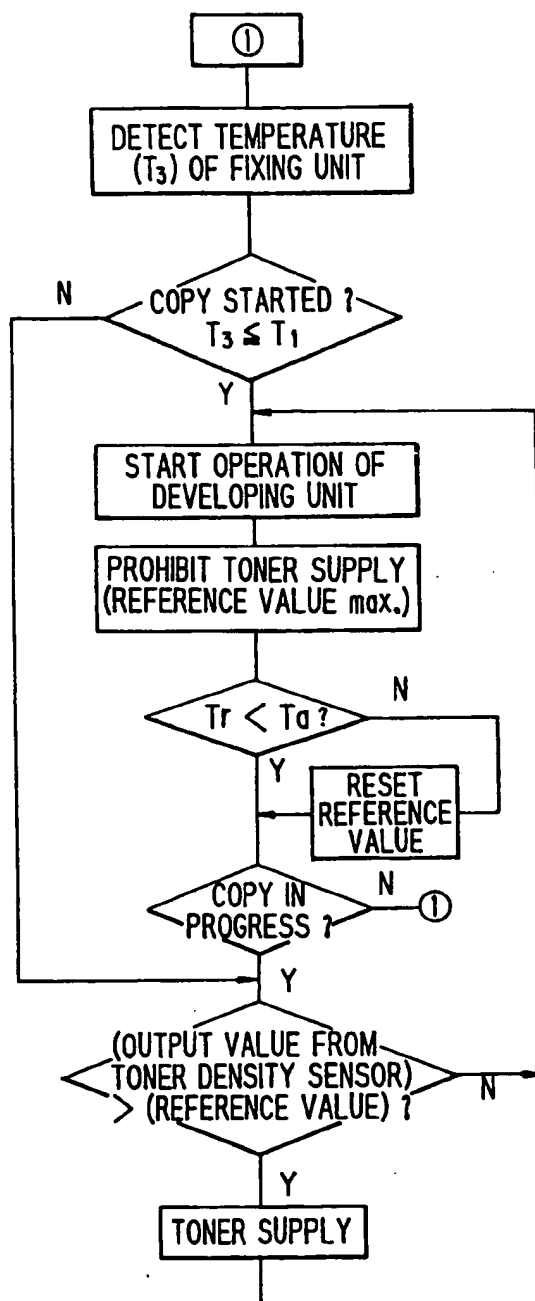 ①
DETECT TEMPERATURE
(T3) OF FIXING UNIT
N
COPY STARTED ?
T3 ≦ T1
Y
START OPERATION OF
DEVELOPING UNIT
PROHIBIT TONER SUPPLY
(REFERENCE VALUE max.)
N
Tr < Ta ?
Y
RESET
REFERENCE
VALUE
N
COPY IN
PROGRESS ?
①
Y
(OUTPUT VALUE FROM
TONER DENSITY SENSOR)
> (REFERENCE VALUE) ?
N
Y
TONER SUPPLY